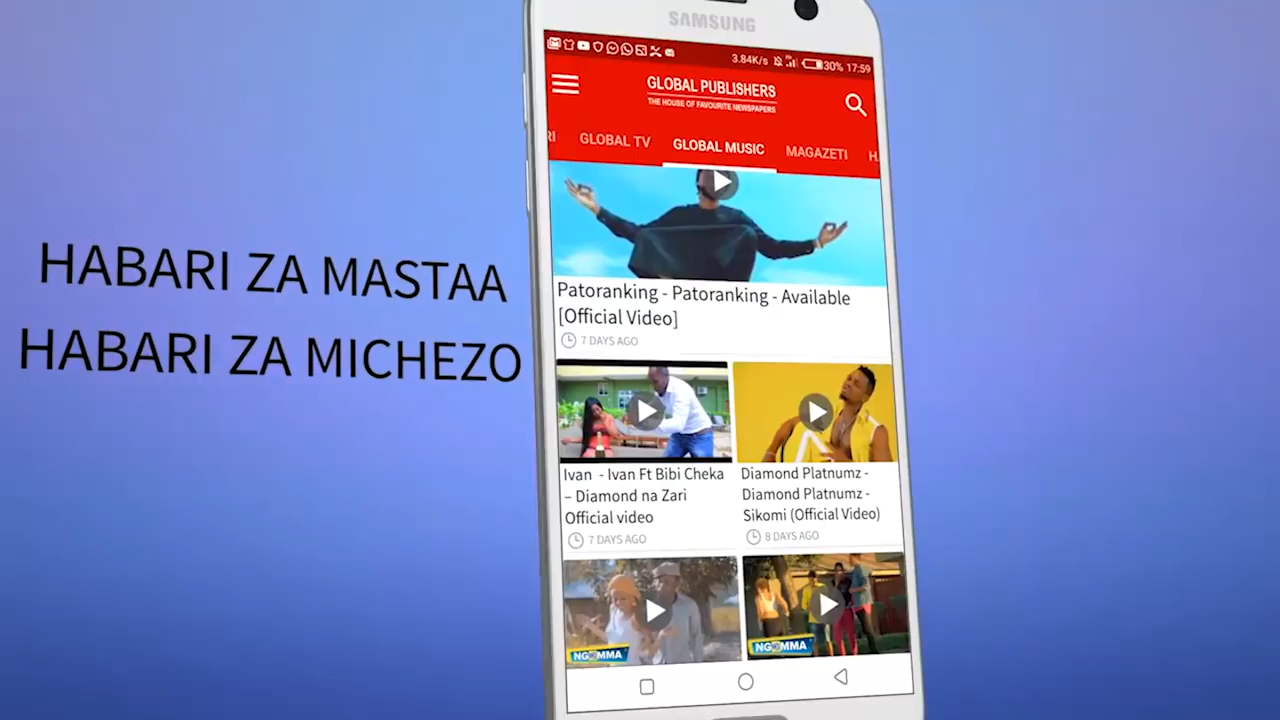 SAMSUNG
3.84K/s 30% 17:59
GLOBAL PUBLISHERS
THE HOUSE OF FAVOURITE NEWSPAPERS
RI GLOBAL TV GLOBAL MUSIC MAGAZETI H
HABARI ZA MASTAA
HABARI ZA MICHEZO
Patoranking - Patoranking - Available
[Official Video]
7 DAYS AGO
Ivan - Ivan Ft Bibi Cheka
– Diamond na Zari
Official video
7 DAYS AGO
Diamond Platnumz -
Diamond Platnumz -
Sikomi (Official Video)
8 DAYS AGO
NGOMMA
NGOMMA